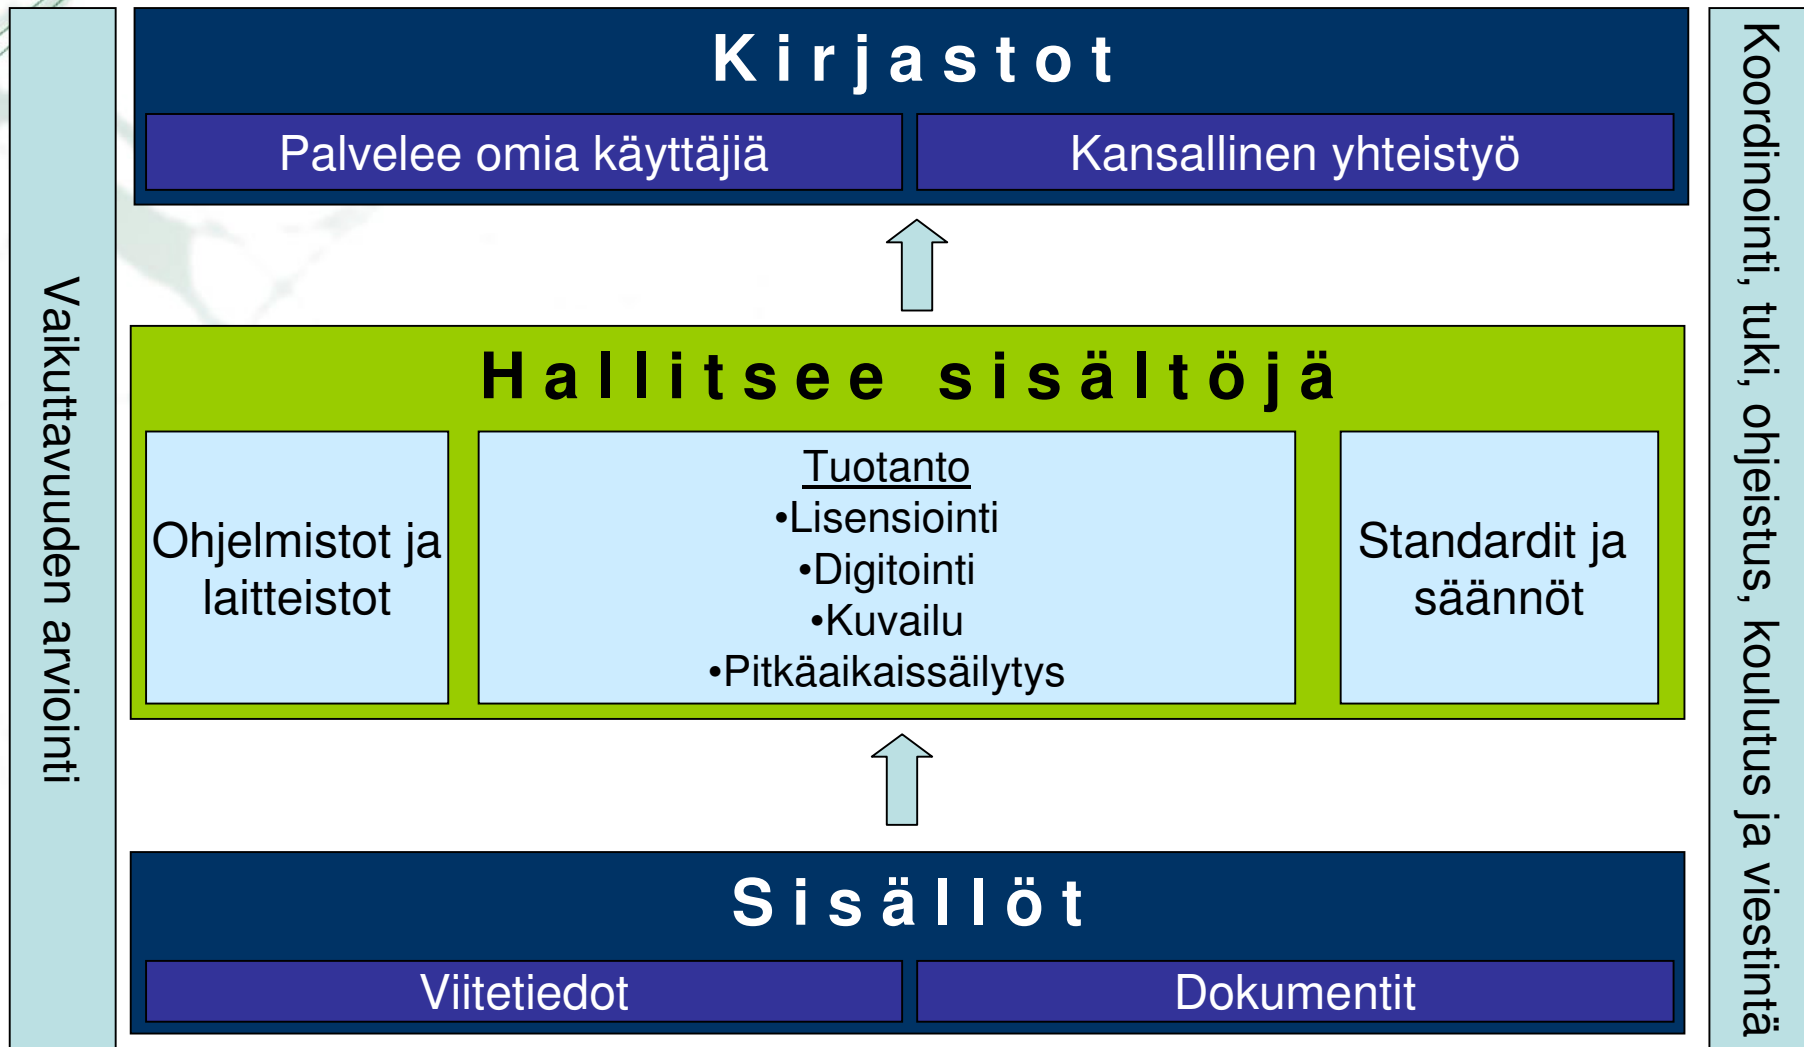 Kirjastot
Palvelee omia käyttäjiä
Kansallinen yhteistyö
Vaikuttavuuden arviointi
Koordinointi, tuki, ohjeistus, koulutus ja viestintä
Hallitsee sisältöjä
Ohjelmistot ja
laitteistot
Tuotanto
•Lisensiointi
•Digitointi
•Kuvailu
•Pitkäaikaissäilytys
Standardit ja
säännöt
Sisällöt
Viitetiedot
Dokumentit